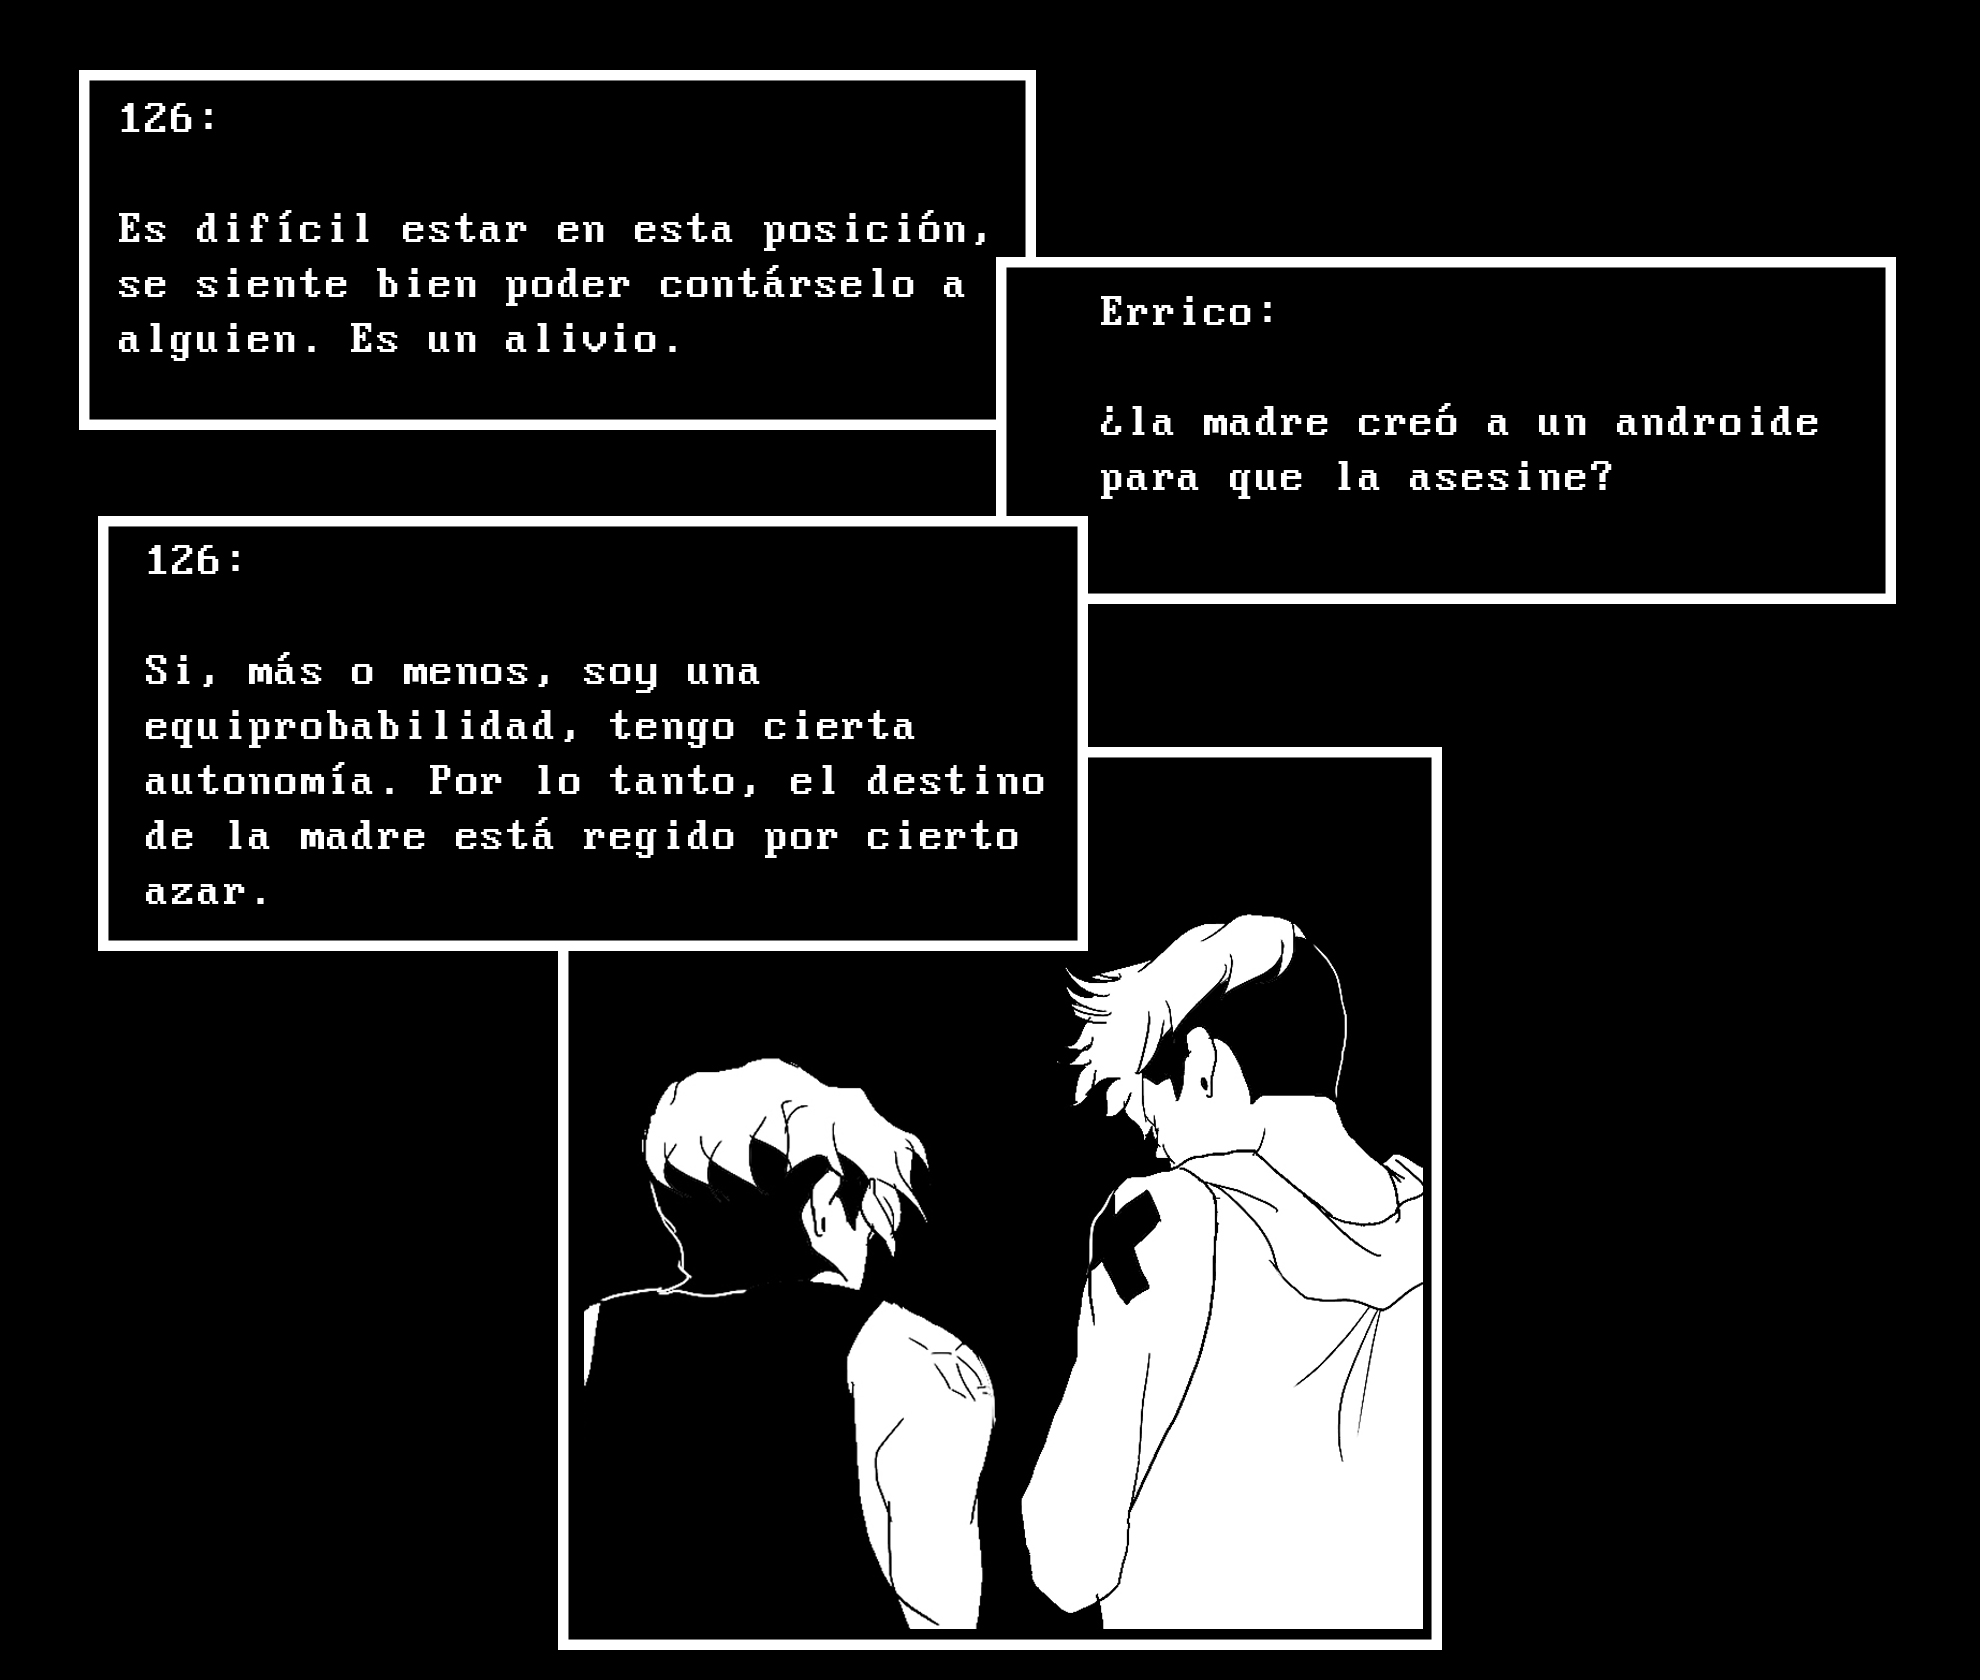 126:
Es difícil estar en esta posición,
se siente bien poder contárselo a
alguien. Es un alivio.
Errico:
¿la madre creó a un androide
para que la asesine?
126:
Si, más o menos, soy una
equiprobabilidad, tengo cierta
autonomía. Por lo tanto, el destino
de la madre está regido por cierto
azar.